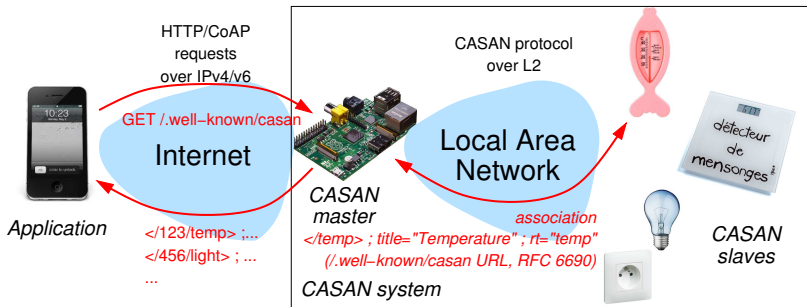 HTTP/CoAP
requests
over IPv4/v6
CASAN protocol
over L2
10:23
GET /.well−known/casan
Internet
Local Area
Network
détecteur
de
mensonges
CASAN
master
Application
association
</123/temp> ;...
</temp> ; title="Temperature" ; rt="temp"
</456/light> ; ...
(/.well−known/casan URL, RFC 6690)
...
CASAN
slaves
CASAN system